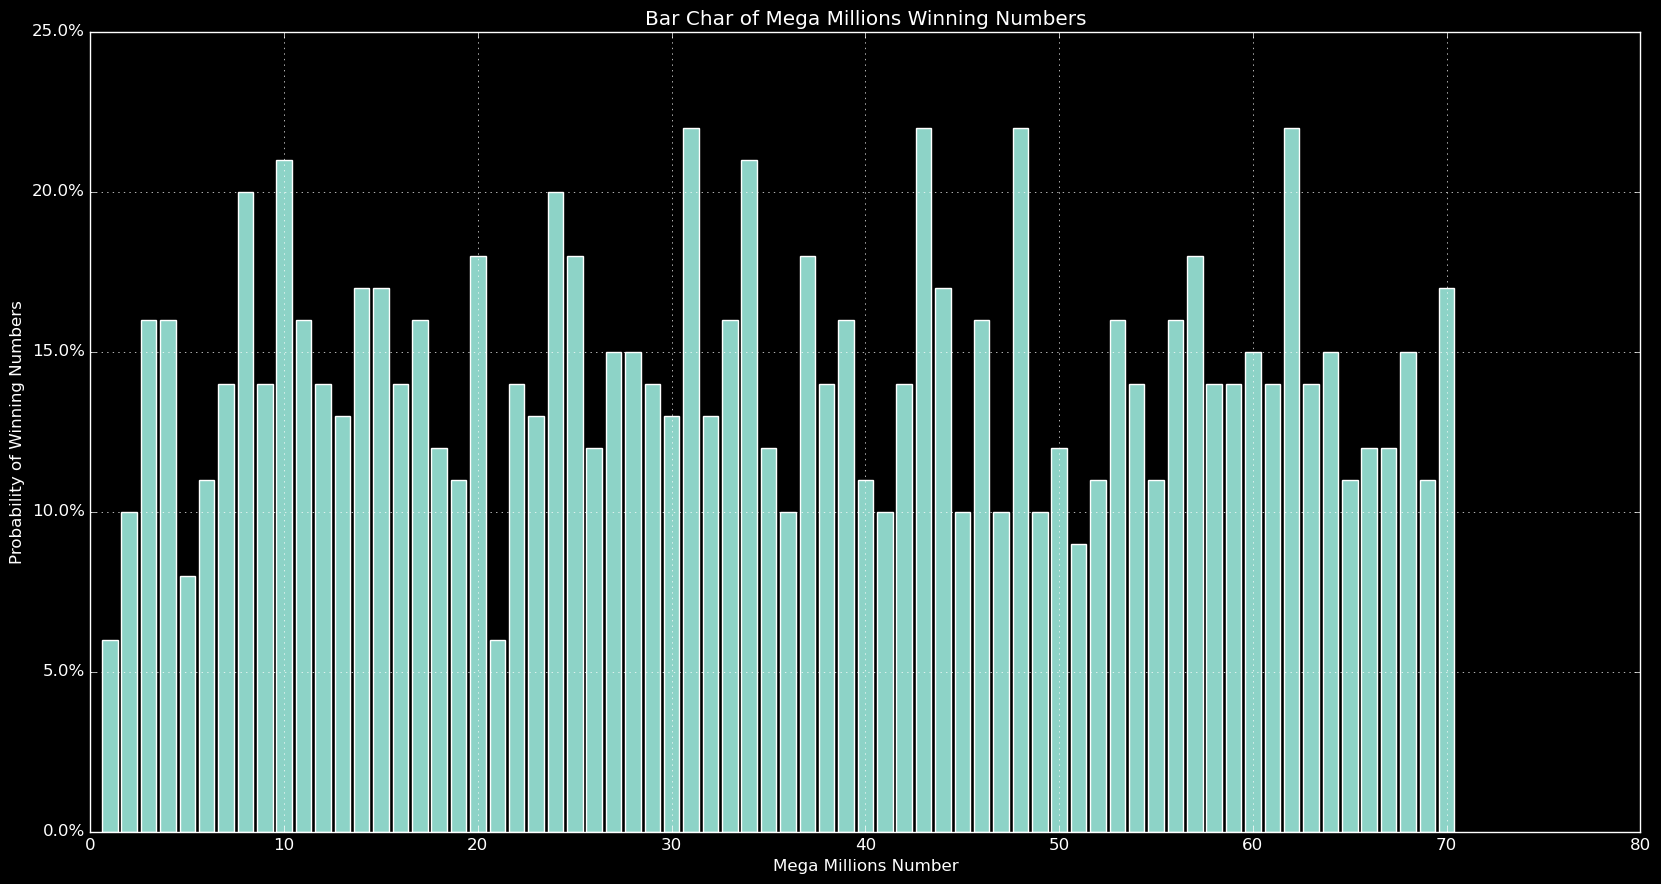 Bar Char of Mega Millions Winning Numbers
25.0%
20.0%
15.0%
10.0%
5.0%
0.0%
Probability of Winning Numbers
0 10 20 30 40 50 60 70 80
Mega Millions Number